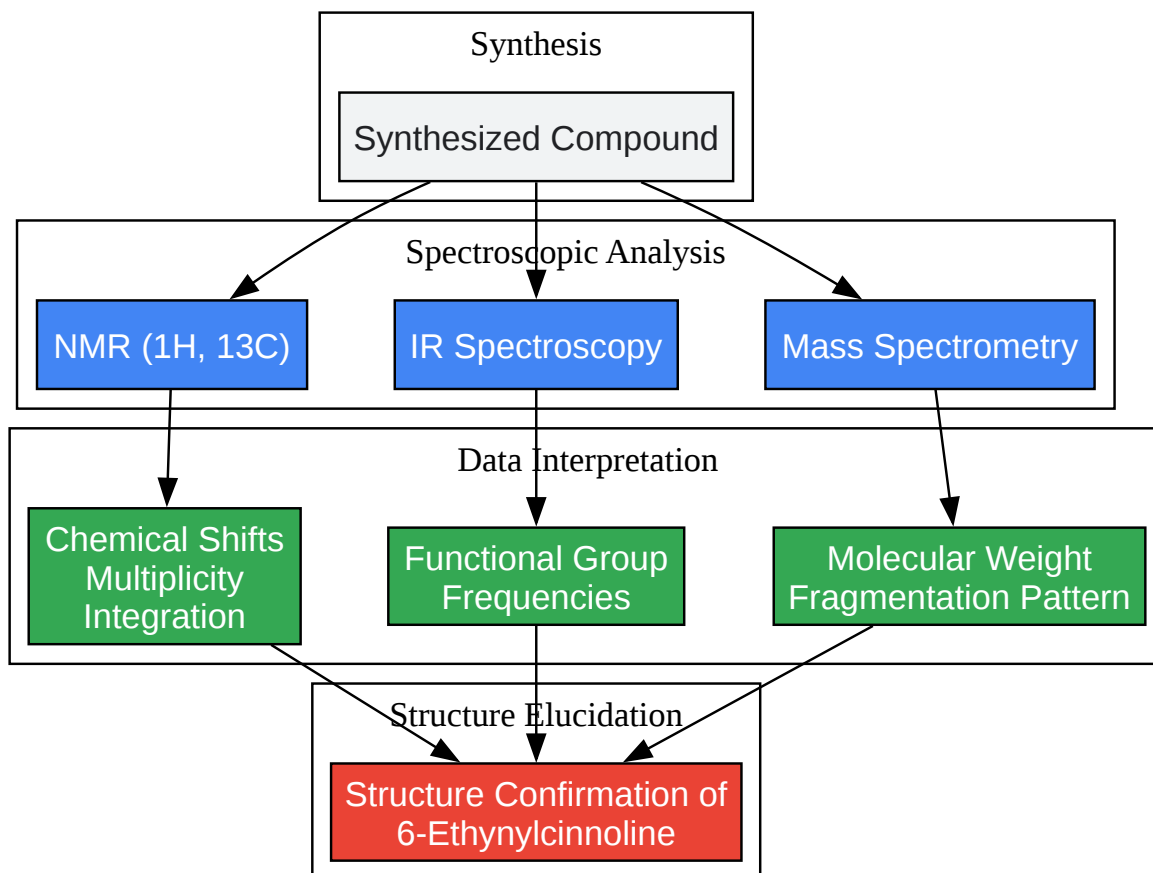 Synthesis
Synthesized Compound
Spectroscopic Analysis
NMR (1H, 13C)
IR Spectroscopy
Mass Spectrometry
Data Interpretation
Chemical Shifts
Multiplicity
Integration
Functional Group
Frequencies
Molecular Weight
Fragmentation Pattern
Structure Elucidation
Structure Confirmation of
6-Ethynylcinnoline